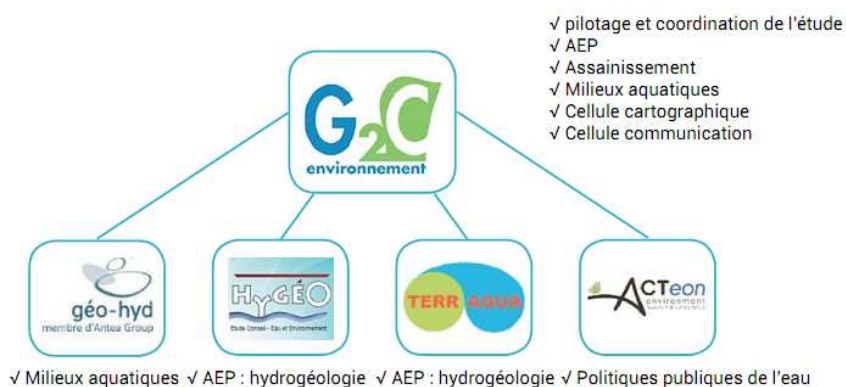 √ pilotage et coordination de l'étude
√ AEP
√ Assainissement
√ Milieux aquatiques
√ Cellule cartographique
√ Cellule communication
G2C
environnement
géo-hyd
membre d'Antea Group
HYGÉO
Etude Conseil - Eau et Environnement
TERR AQUA
ACTeon
environment
√ Milieux aquatiques √ AEP : hydrogéologie √ AEP : hydrogéologie √ Politiques publiques de l'eau